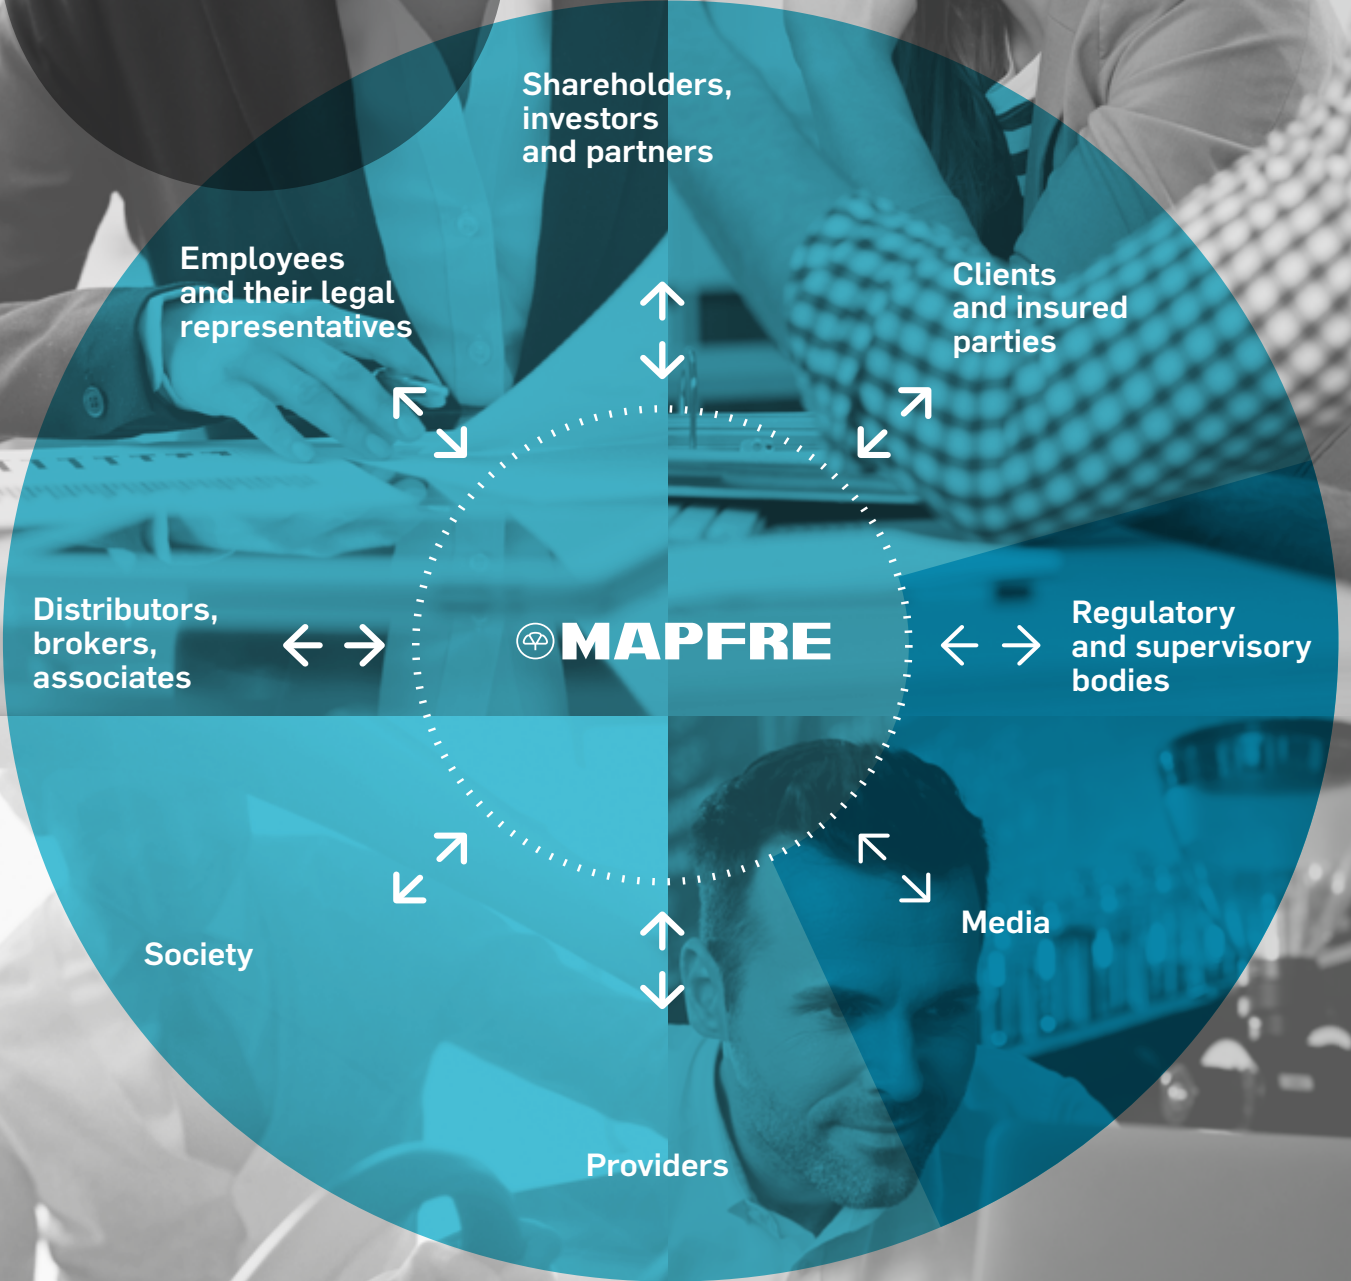 Shareholders,
investors
and partners
Employees
and their legal
representatives
Clients
and insured
parties
Distributors,
brokers,
associates
MAPFRE
Regulatory
and supervisory
bodies
Society
Media
Providers